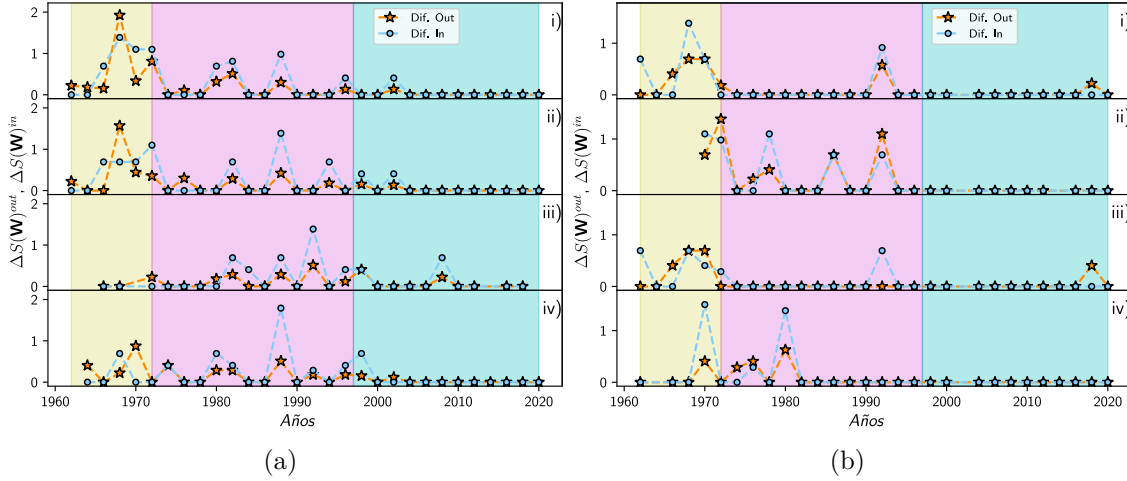 2
1
0
i)
Dif. Out
Dif. In
2
1
0
ii)
2
1
0
iii)
2
1
0
iv)
1960 1970 1980 1990 2000 2010 2020
Años
ΔS(W)^out, ΔS(W)^in
(a)
1
0
i)
Dif. Out
Dif. In
1
0
ii)
1
0
iii)
1
0
iv)
1960 1970 1980 1990 2000 2010 2020
Años
ΔS(W)^out, ΔS(W)^in
(b)